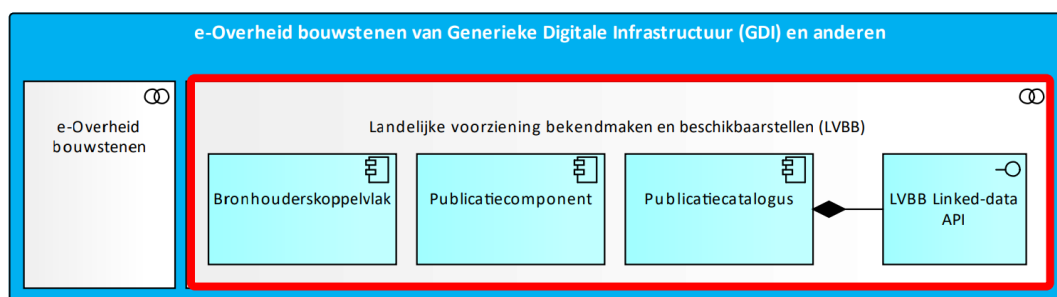 e-Overheid bouwstenen van Generieke Digitale Infrastructuur (GDI) en anderen
e-Overheid
bouwstenen
Landelijke voorziening bekendmaken en beschikbaarstellen (LVBB)
Bronhouderskoppelvlak
Publicatiecomponent
Publicatiecatalogus
LVBB Linked-data
API